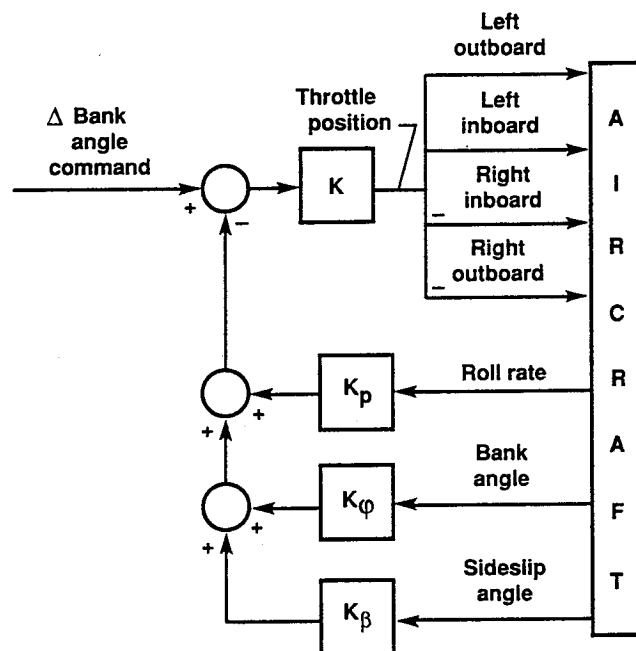 Left
outboard
Δ Bank
angle
command
Throttle
position
Left
inboard
Right
inboard
Right
outboard
+
−
K
−
−
AIRCRAFT
Roll rate
Kp
+
+
Bank
angle
Kφ
+
+
Sideslip
angle
Kβ